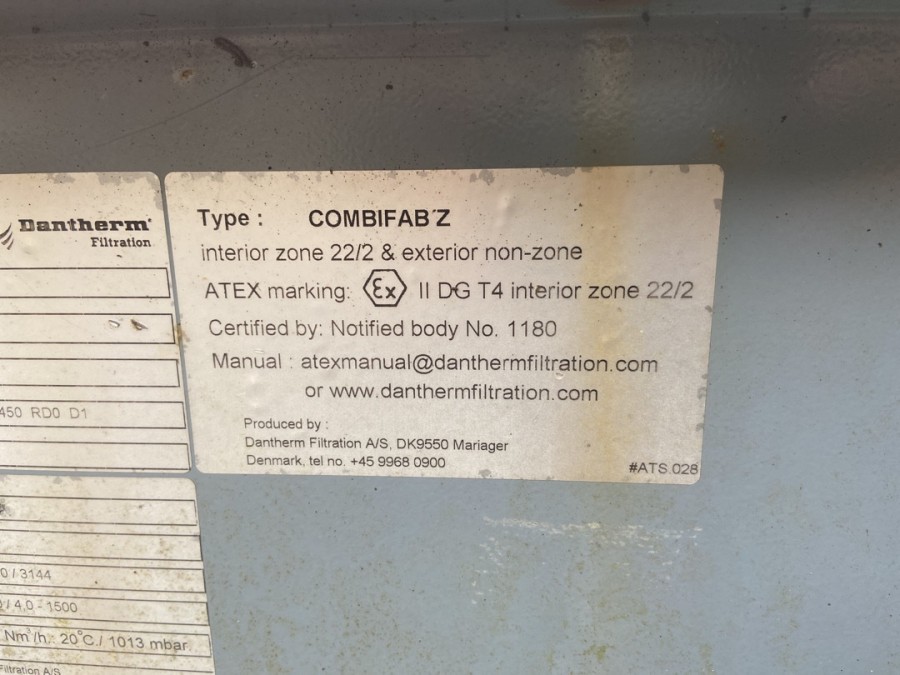 Dantherm
Filtration
450 RD0 D1
Type : COMBIFAB Z
interior zone 22/2 & exterior non-zone
ATEX marking: Ex II DG T4 interior zone 22/2
Certified by: Notified body No. 1180
Manual : atexmanual@danthermfiltration.com
or www.danthermfiltration.com
Produced by :
Dantherm Filtration A/S, DK9550 Mariager
Denmark, tel no. +45 9968 0900
#ATS 028
0 / 3144
/ 4,0 - 1500
Nm³/h. 20°C./ 1013 mbar.
Filtration A/S